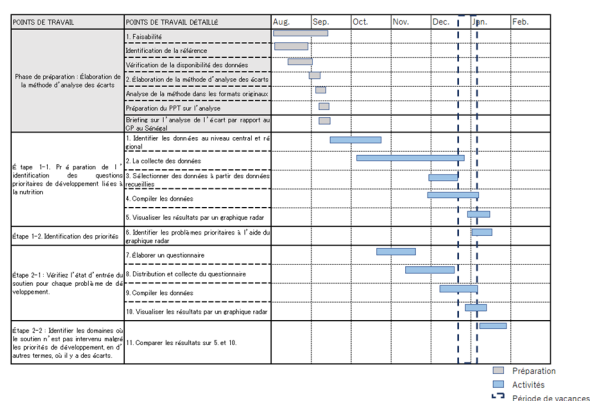 POINTS DE TRAVAIL
POINTS DE TRAVAIL DETAILLÉ
Aug.
Sep.
Oct.
Nov.
Dec.
Jan.
Feb.
Phase de préparation : Élaboration de
la méthode d'analyse des écarts
1. Faisabilité
Identification de la référence
Vérification de la disponibilité des données
2. Élaboration de la méthode d'analyse des écarts
Analyse de la méthode dans les formats originaux
Préparation du PPT sur l'analyse
Briefing sur l'analyse de l'écart par rapport au
CP au Sénégal
É tape 1-1. Pr é paration de l'
identification des questions
prioritaires de développement liées à
la nutrition
1. Identifier les données au niveau central et ré
gional
2. La collecte des données
3. Sélectionner des données à partir des données
recueillies
4. Compiler les données
5. Visualiser les résultats par un graphique radar
Étape 1-2. Identification des priorités
6. Identifier les problèmes prioritaires à l'aide du
graphique radar
Étape 2-1 : Vérifiez l'état d'entrée du
soutien pour chaque problème de dé
veloppement.
7. Élaborer un questionnaire
8. Distribution et collecte du questionnaire
9. Compiler les données
10. Visualiser les résultats par un graphique radar
Étape 2-2 : Identifier les domaines où
le soutien n'est pas intervenu malgré
les priorités de développement, en d'
autres termes, où il y a des écarts.
11. Comparer les résultats sur 5. et 10.
Préparation
Activités
Période de vacances